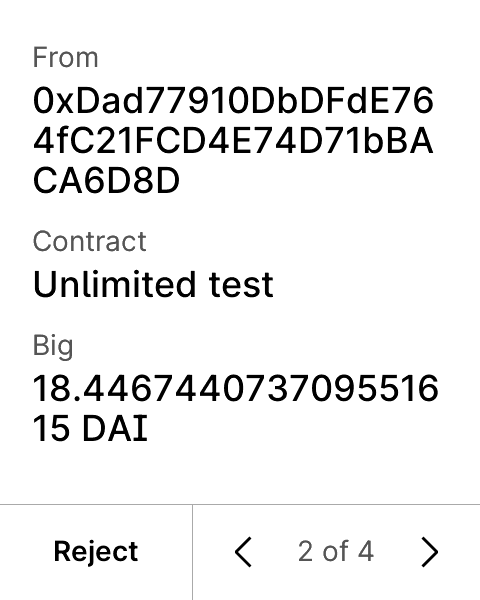 From
0xDad77910DbDFdE76
4fC21FCD4E74D71bBA
CA6D8D
Contract
Unlimited test
Big
18.4467440737095516
15 DAI
Reject
2 of 4